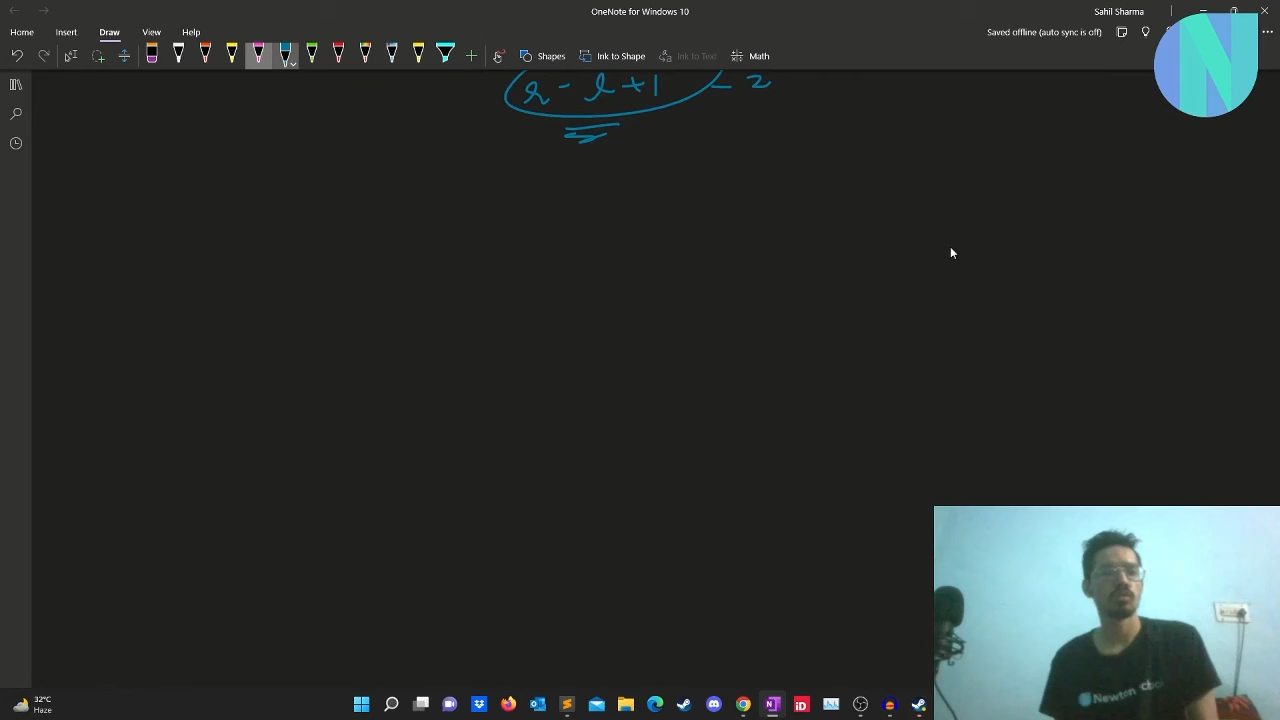 OneNote for Windows 10
Sahil Sharma
Home Insert Draw View Help
Saved offline (auto sync is off)
Shapes Ink to Shape Ink to Text Math
r - l + 1 - 2
Newton
32°C
Haze